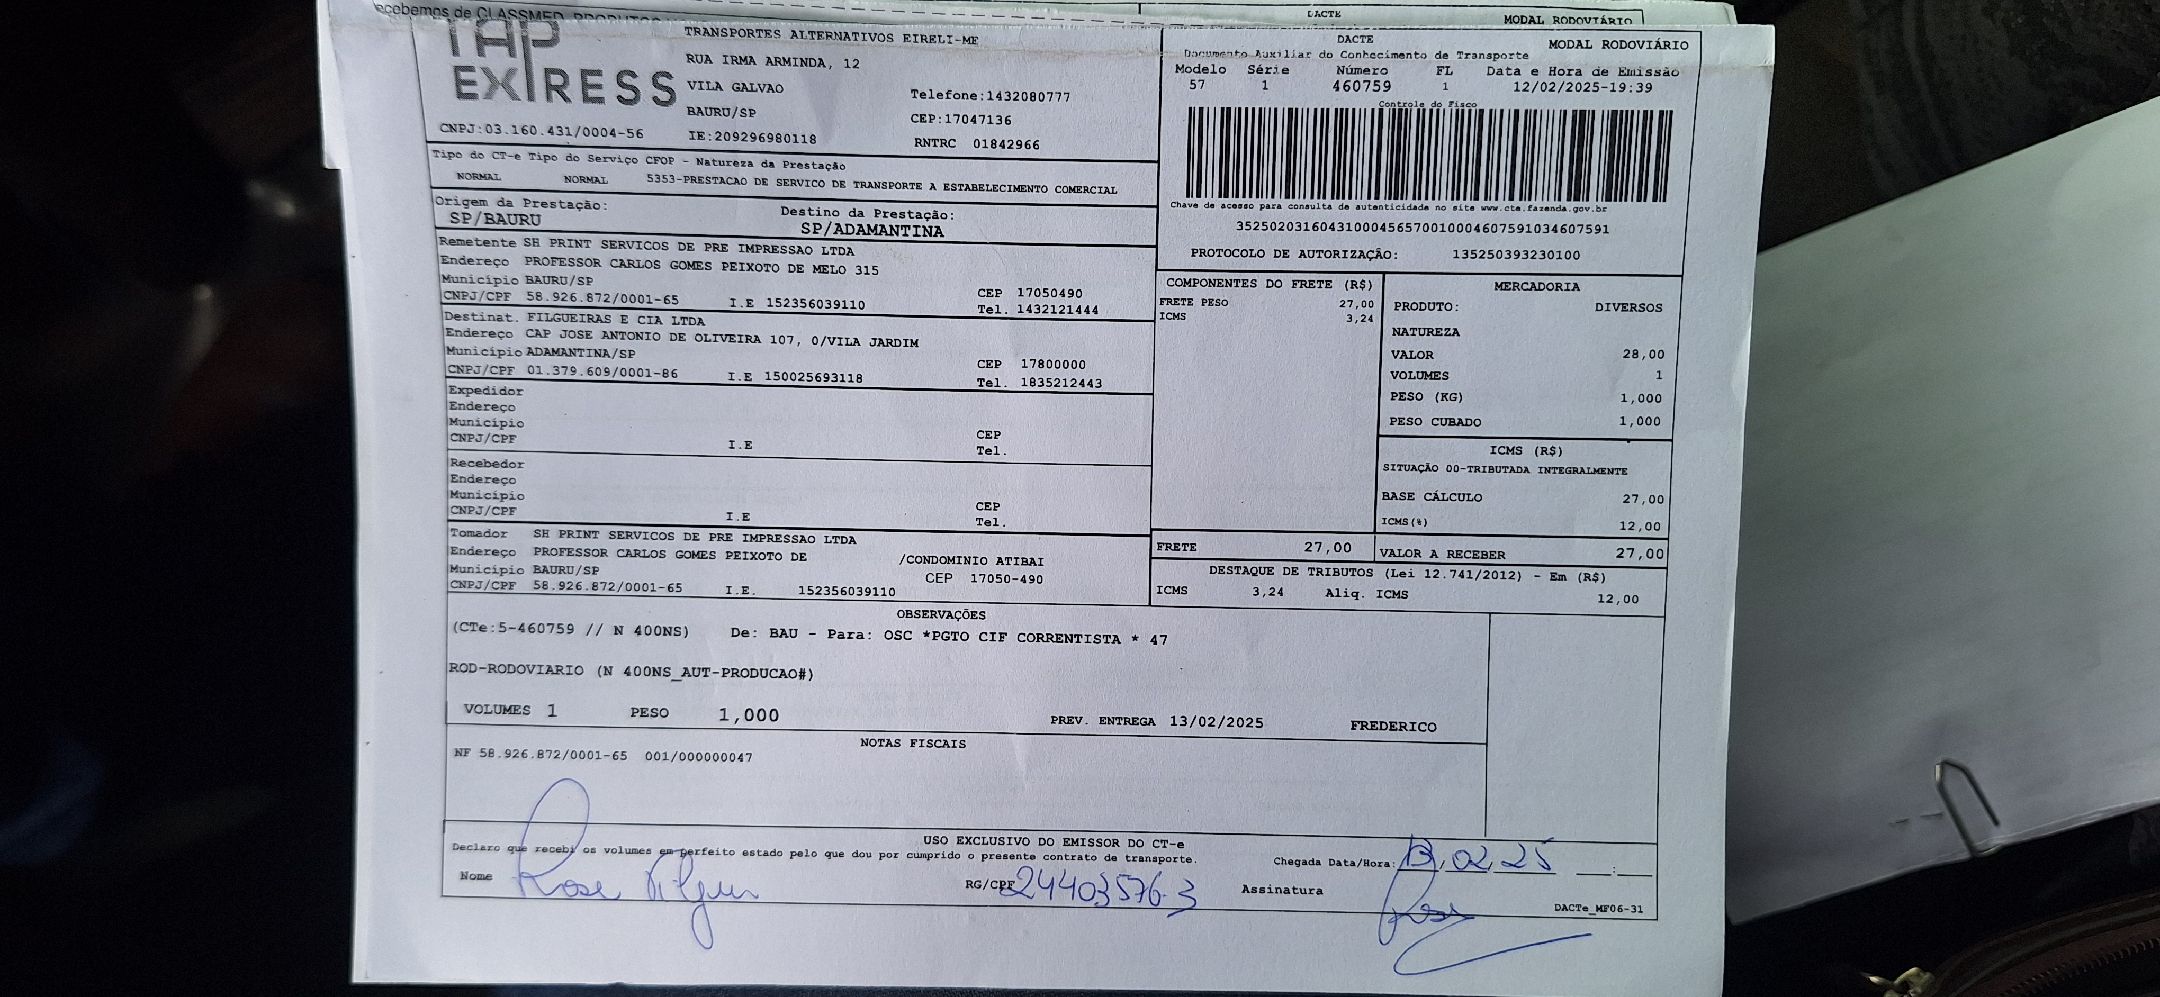 ecebemos de CLASSMED PRODUTOS
DACTE
MODAL RODOVIÁRIO
TAP
EXPRESS
TRANSPORTES ALTERNATIVOS EIRELI-ME
RUA IRMA ARMINDA, 12
VILA GALVAO
Telefone:1432080777
BAURU/SP
CEP:17047136
CNPJ:03.160.431/0004-56 IE:209296980118
RNTRC 01842966
DACTE
MODAL RODOVIÁRIO
Documento Auxiliar do Conhecimento de Transporte
Modelo Série Número FL Data e Hora de Emissão
57 1 460759 1 12/02/2025-19:39
Controle do Fisco
Chave de acesso para consulta de autenticidade no site www.cte.fazenda.gov.br
35250203160431000456570010004607591034607591
PROTOCOLO DE AUTORIZAÇÃO: 135250393230100
Tipo do CT-e Tipo do Serviço CFOP - Natureza da Prestação
NORMAL NORMAL 5353-PRESTACAO DE SERVICO DE TRANSPORTE A ESTABELECIMENTO COMERCIAL
Origem da Prestação: Destino da Prestação:
SP/BAURU SP/ADAMANTINA
Remetente SH PRINT SERVICOS DE PRE IMPRESSAO LTDA
Endereço PROFESSOR CARLOS GOMES PEIXOTO DE MELO 315
Município BAURU/SP CEP 17050490
CNPJ/CPF 58.926.872/0001-65 I.E 152356039110 Tel. 1432121444
Destinat. FILGUEIRAS E CIA LTDA
Endereço CAP JOSE ANTONIO DE OLIVEIRA 107, 0/VILA JARDIM
Município ADAMANTINA/SP CEP 17800000
CNPJ/CPF 01.379.609/0001-86 I.E 150025693118 Tel. 1835212443
Expedidor
Endereço
Município CEP
CNPJ/CPF I.E Tel.
Recebedor
Endereço
Município CEP
CNPJ/CPF I.E Tel.
Tomador SH PRINT SERVICOS DE PRE IMPRESSAO LTDA
Endereço PROFESSOR CARLOS GOMES PEIXOTO DE /CONDOMINIO ATIBAI
Município BAURU/SP CEP 17050-490
CNPJ/CPF 58.926.872/0001-65 I.E. 152356039110
COMPONENTES DO FRETE (R$)
FRETE PESO 27,00
ICMS 3,24
MERCADORIA
PRODUTO: DIVERSOS
NATUREZA
VALOR 28,00
VOLUMES 1
PESO (KG) 1,000
PESO CUBADO 1,000
ICMS (R$)
SITUAÇÃO 00-TRIBUTADA INTEGRALMENTE
BASE CÁLCULO 27,00
ICMS(%) 12,00
FRETE 27,00 VALOR A RECEBER 27,00
DESTAQUE DE TRIBUTOS (Lei 12.741/2012) - Em (R$)
ICMS 3,24 Aliq. ICMS 12,00
OBSERVAÇÕES
(CTe:5-460759 // N 400NS) De: BAU - Para: OSC *PGTO CIF CORRENTISTA * 47
ROD-RODOVIARIO (N 400NS_AUT-PRODUCAO#)
VOLUMES 1 PESO 1,000 PREV. ENTREGA 13/02/2025 FREDERICO
NOTAS FISCAIS
NF 58.926.872/0001-65 001/000000047
USO EXCLUSIVO DO EMISSOR DO CT-e
Declaro que recebi os volumes em perfeito estado pelo que dou por cumprido o presente contrato de transporte.
Chegada Data/Hora: 13,02,25 __:__
Nome Rose RG/CPF 24403576-3 Assinatura Rose
DACTe_MF06-31